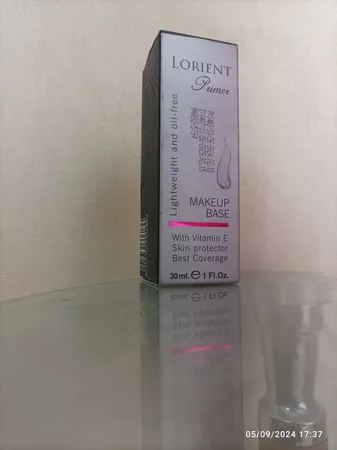 LORIENT
Primer
Lightweight and oil-free
MAKEUP
BASE
With Vitamin E
Skin protector
Best Coverage
30ml. e 1 Fl.Oz.
05/09/2024 17:37